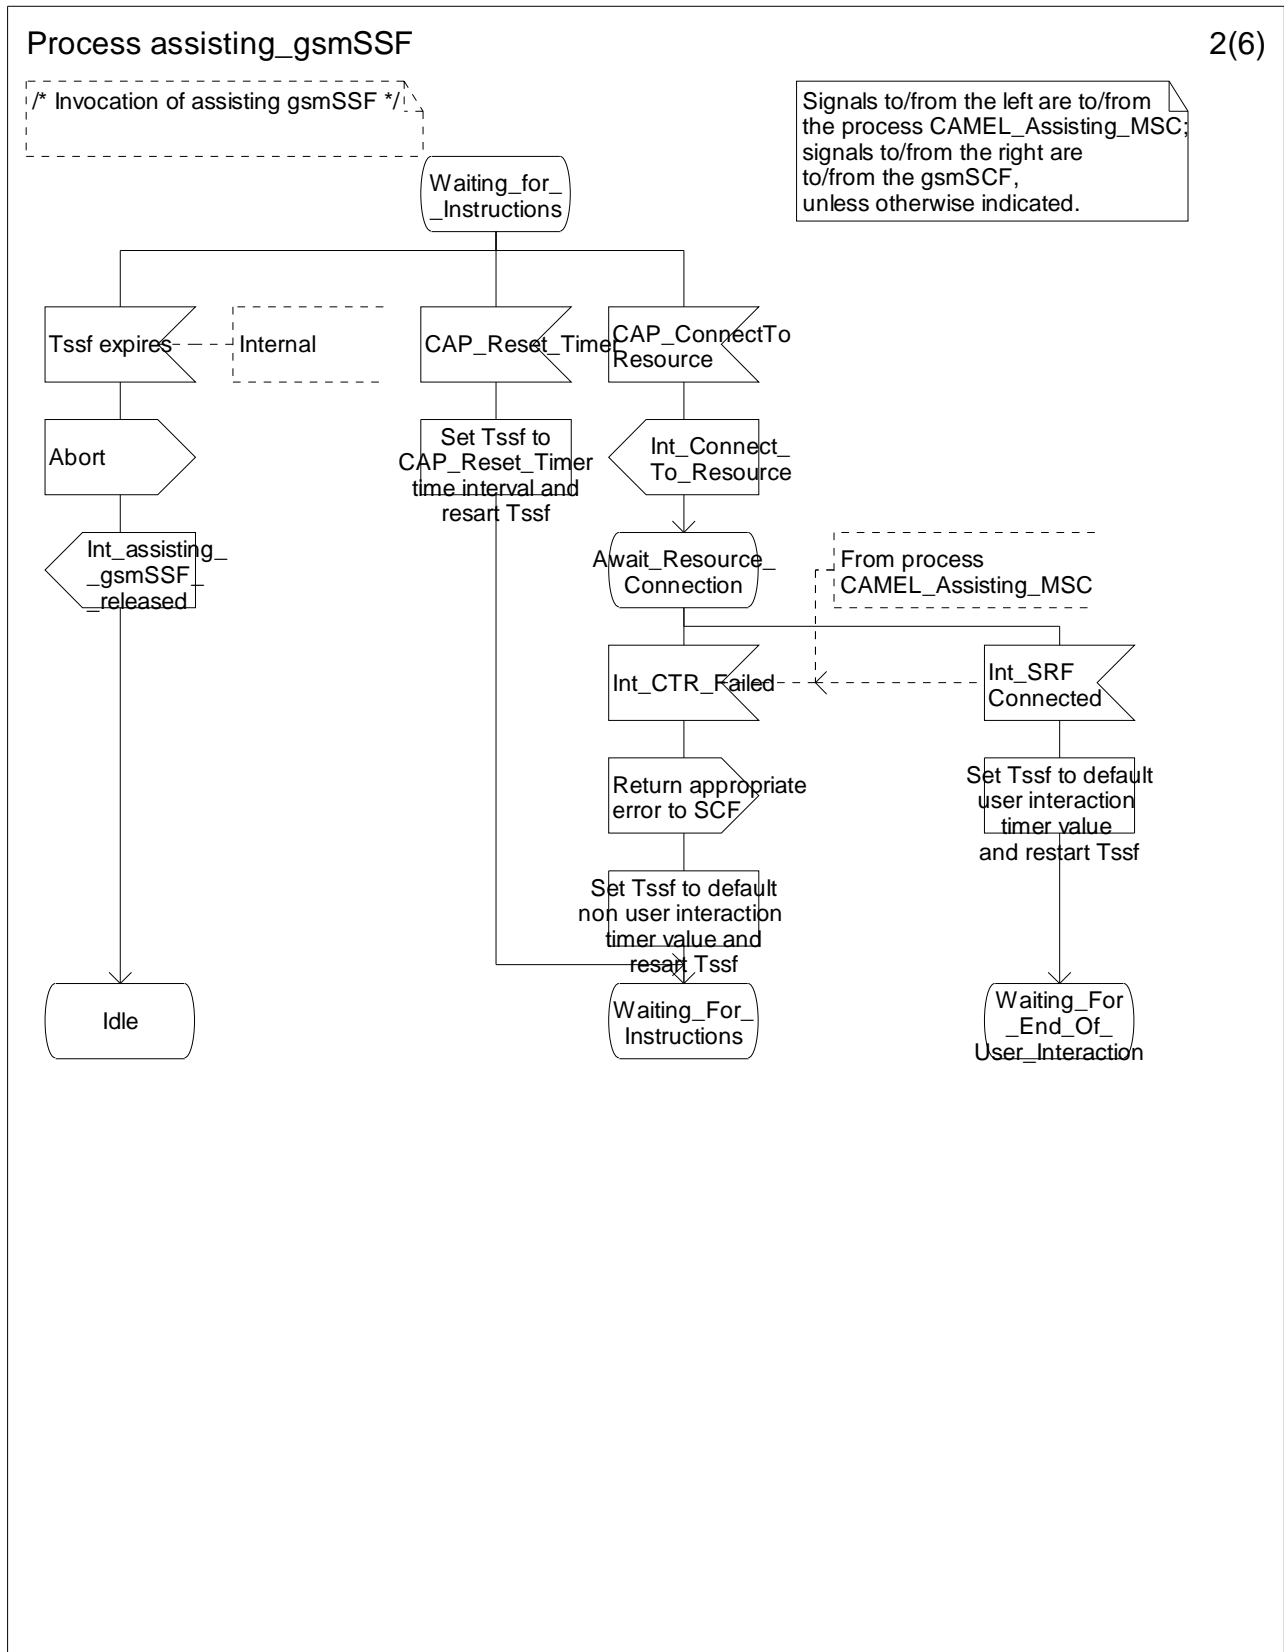 Process assisting_gsmSSF
2(6)
/* Invocation of assisting gsmSSF */
Signals to/from the left are to/from
the process CAMEL_Assisting_MSC;
signals to/from the right are
to/from the gsmSCF,
unless otherwise indicated.
Waiting_for_
_Instructions
Tssf expires
Internal
CAP_Reset_Timer
CAP_ConnectTo
Resource
Abort
Set Tssf to
CAP_Reset_Timer
time interval and
resart Tssf
Int_Connect_
To_Resource
Int_assisting_
_gsmSSF_
_released
Await_Resource_
Connection
From process
CAMEL_Assisting_MSC
Int_CTR_Failed
Int_SRF
Connected
Return appropriate
error to SCF
Set Tssf to default
user interaction
timer value
and restart Tssf
Set Tssf to default
non user interaction
timer value and
resart Tssf
Idle
Waiting_For_
Instructions
Waiting_For
_End_Of_
User_Interaction